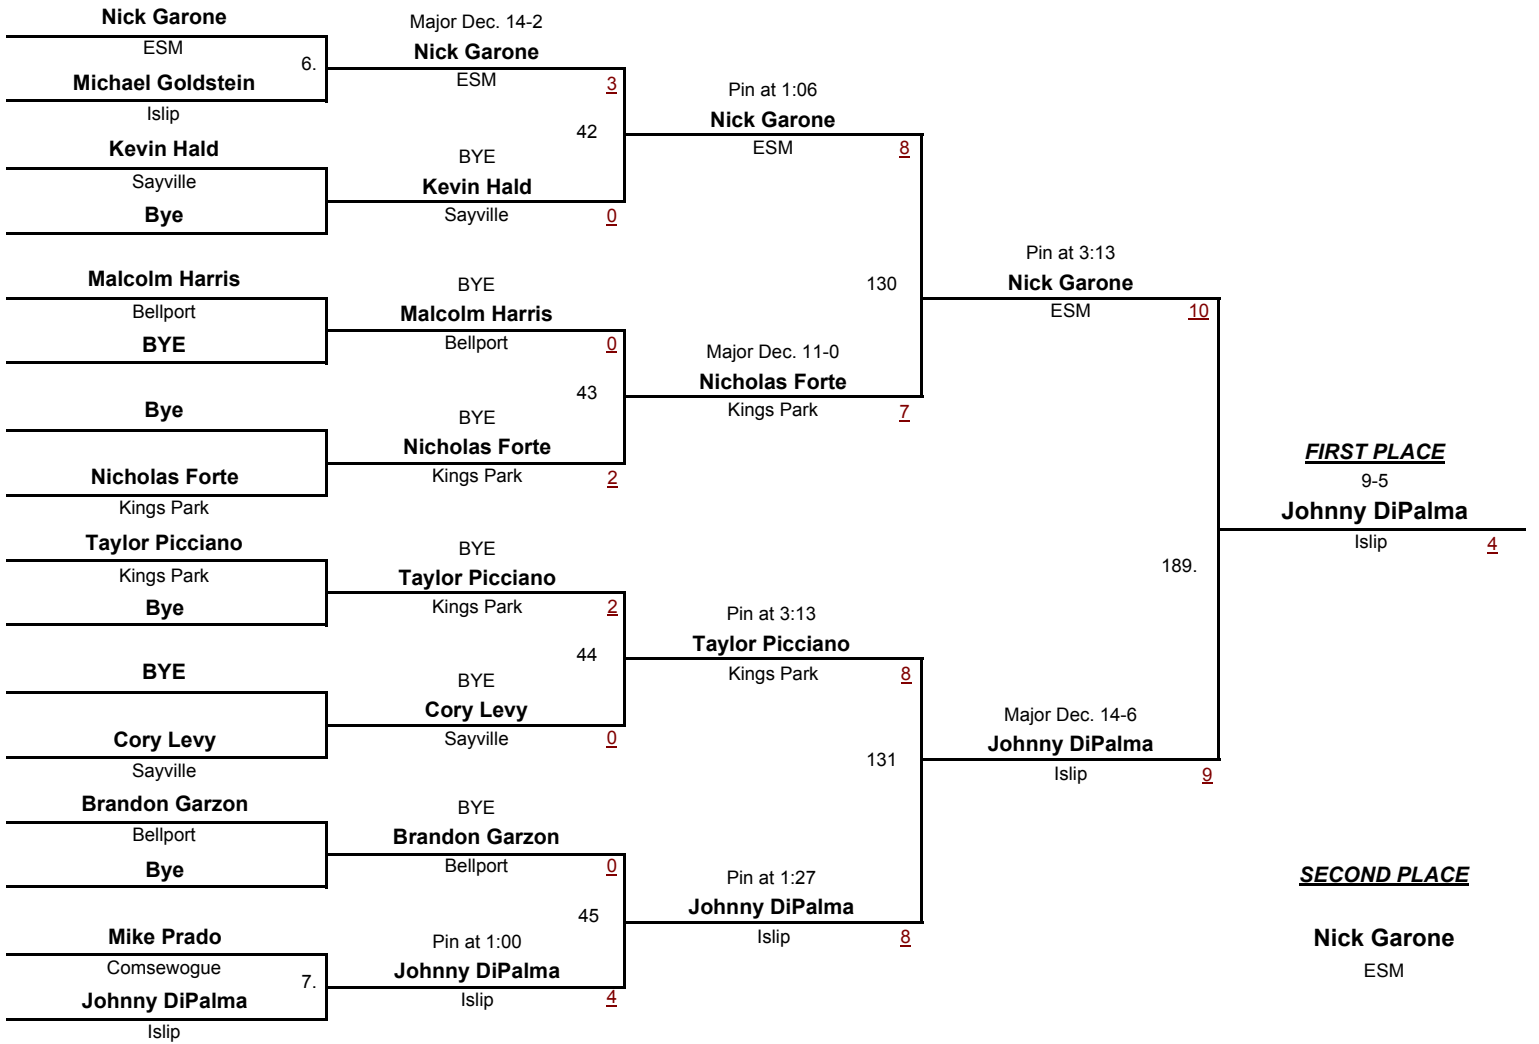 Nick Garone
ESM
6.
Michael Goldstein
Islip
Kevin Hald
Sayville
Bye
Malcolm Harris
Bellport
BYE
Bye
Nicholas Forte
Kings Park
Taylor Picciano
Kings Park
Bye
BYE
Cory Levy
Sayville
Brandon Garzon
Bellport
Bye
Mike Prado
Comsewogue
7.
Johnny DiPalma
Islip
Major Dec. 14-2
Nick Garone
ESM 3
42
BYE
Kevin Hald
Sayville 0
BYE
Malcolm Harris
Bellport 0
43
BYE
Nicholas Forte
Kings Park 2
BYE
Taylor Picciano
Kings Park 2
44
BYE
Cory Levy
Sayville 0
BYE
Brandon Garzon
Bellport 0
45
Pin at 1:00
Johnny DiPalma
Islip 4
Pin at 1:06
Nick Garone
ESM 8
130
Major Dec. 11-0
Nicholas Forte
Kings Park 7
Pin at 3:13
Taylor Picciano
Kings Park 8
131
Pin at 1:27
Johnny DiPalma
Islip 8
Pin at 3:13
Nick Garone
ESM 10
189.
Major Dec. 14-6
Johnny DiPalma
Islip 9
FIRST PLACE
9-5
Johnny DiPalma
Islip 4
SECOND PLACE
Nick Garone
ESM